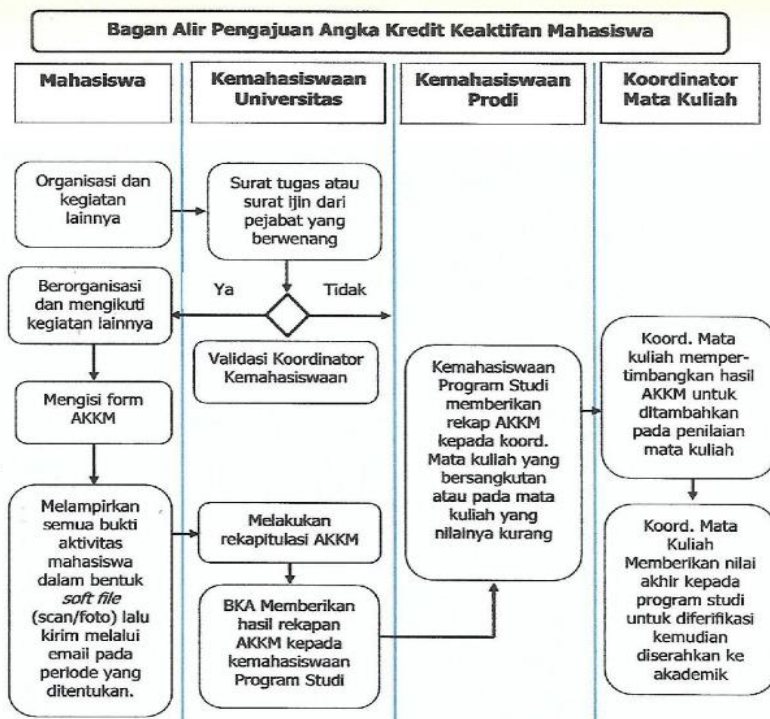 Bagan Alir Pengajuan Angka Kredit Keaktifan Mahasiswa
Mahasiswa
Kemahasiswaan
Universitas
Kemahasiswaan
Prodi
Koordinator
Mata Kuliah
Organisasi dan
kegiatan
lainnya
Surat tugas atau
surat ijin dari
pejabat yang
berwenang
Berorganisasi
dan mengikuti
kegiatan lainnya
Ya
Tidak
Validasi Koordinator
Kemahasiswaan
Mengisi form
AKKM
Melampirkan
semua bukti
aktivitas
mahasiswa
dalam bentuk
soft file
(scan/foto) lalu
kirim melalui
email pada
periode yang
ditentukan.
Melakukan
rekapitulasi AKKM
BKA Memberikan
hasil rekapan
AKKM kepada
kemahasiswaan
Program Studi
Kemahasiswaan
Program Studi
memberikan
rekap AKKM
kepada koord.
Mata kuliah yang
bersangkutan
atau pada mata
kuliah yang
nilainya kurang
Koord. Mata
kuliah memper-
timbangkan hasil
AKKM untuk
ditambahkan
pada penilaian
mata kuliah
Koord. Mata
Kuliah
Memberikan nilai
akhir kepada
program studi
untuk diferifikasi
kemudian
diserahkan ke
akademik